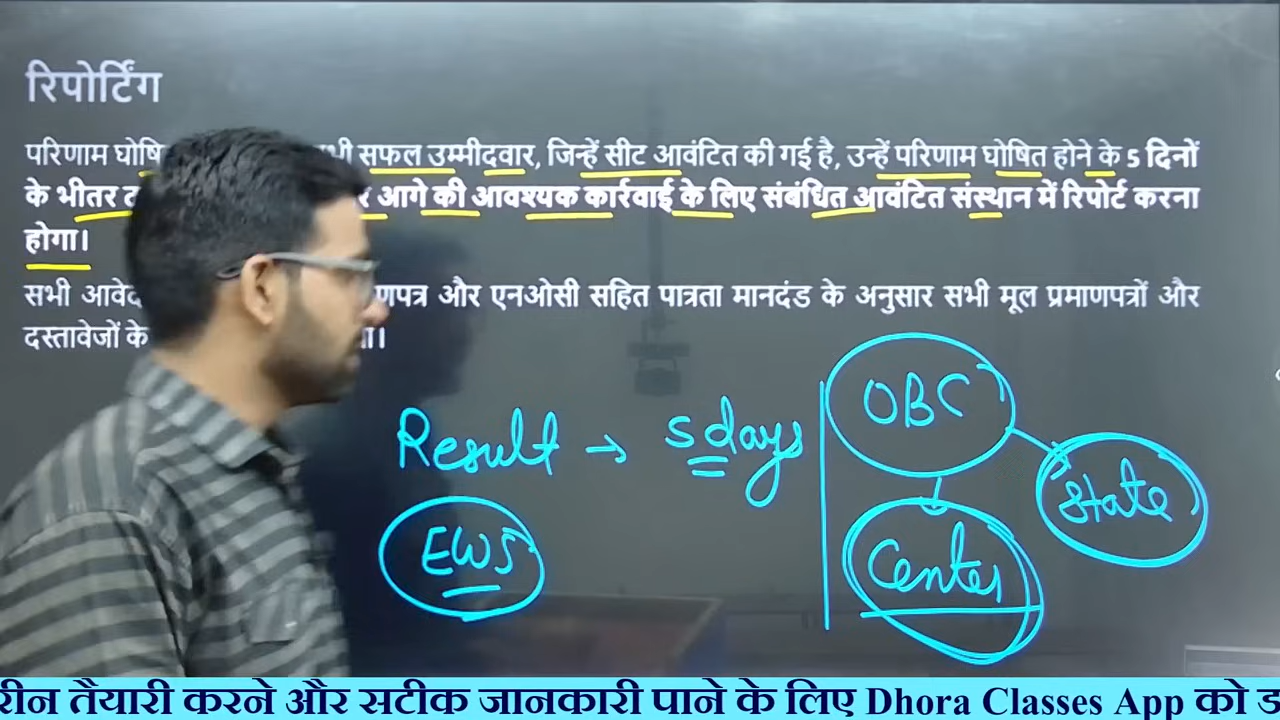 रिपोर्टिंग
परिणाम सफल उम्मीदवार, जिन्हें सीट आवंटित की गई है, उन्हें परिणाम घोषित होने के 5 दिनों
के भीतर आगे की आवश्यक कार्रवाई के लिए संबंधित आवंटित संस्थान में रिपोर्ट करना
होगा।
सभी और एनओसी सहित पात्रता मानदंड के अनुसार सभी मूल प्रमाणपत्रों और
दस्तावेजों के
Result → 5 days
OBC
State
EWS
Center
तैयारी करने और सटीक जानकारी पाने के लिए Dhora Classes App को